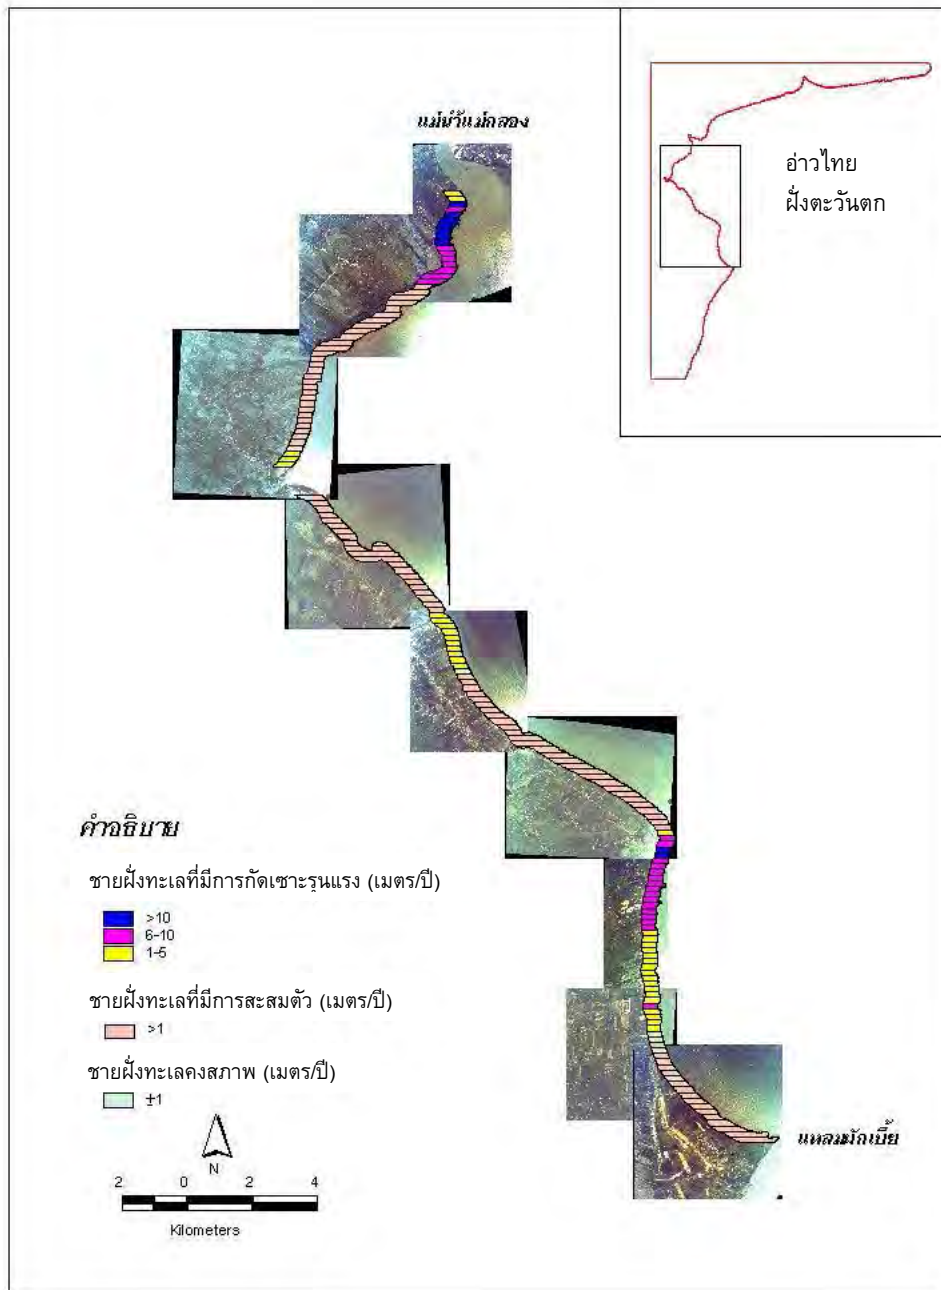 แม่น้ำแม่กลอง
อ่าวไทย
ฝั่งตะวันตก
คำอธิบาย
ชายฝั่งทะเลที่มีการกัดเซาะรุนแรง (เมตร/ปี)
>10
6-10
1-5
ชายฝั่งทะเลที่มีการสะสมตัว (เมตร/ปี)
>1
ชายฝั่งทะเลคงสภาพ (เมตร/ปี)
±1
N
2 0 2 4
Kilometers
แหลมผักเบี้ย